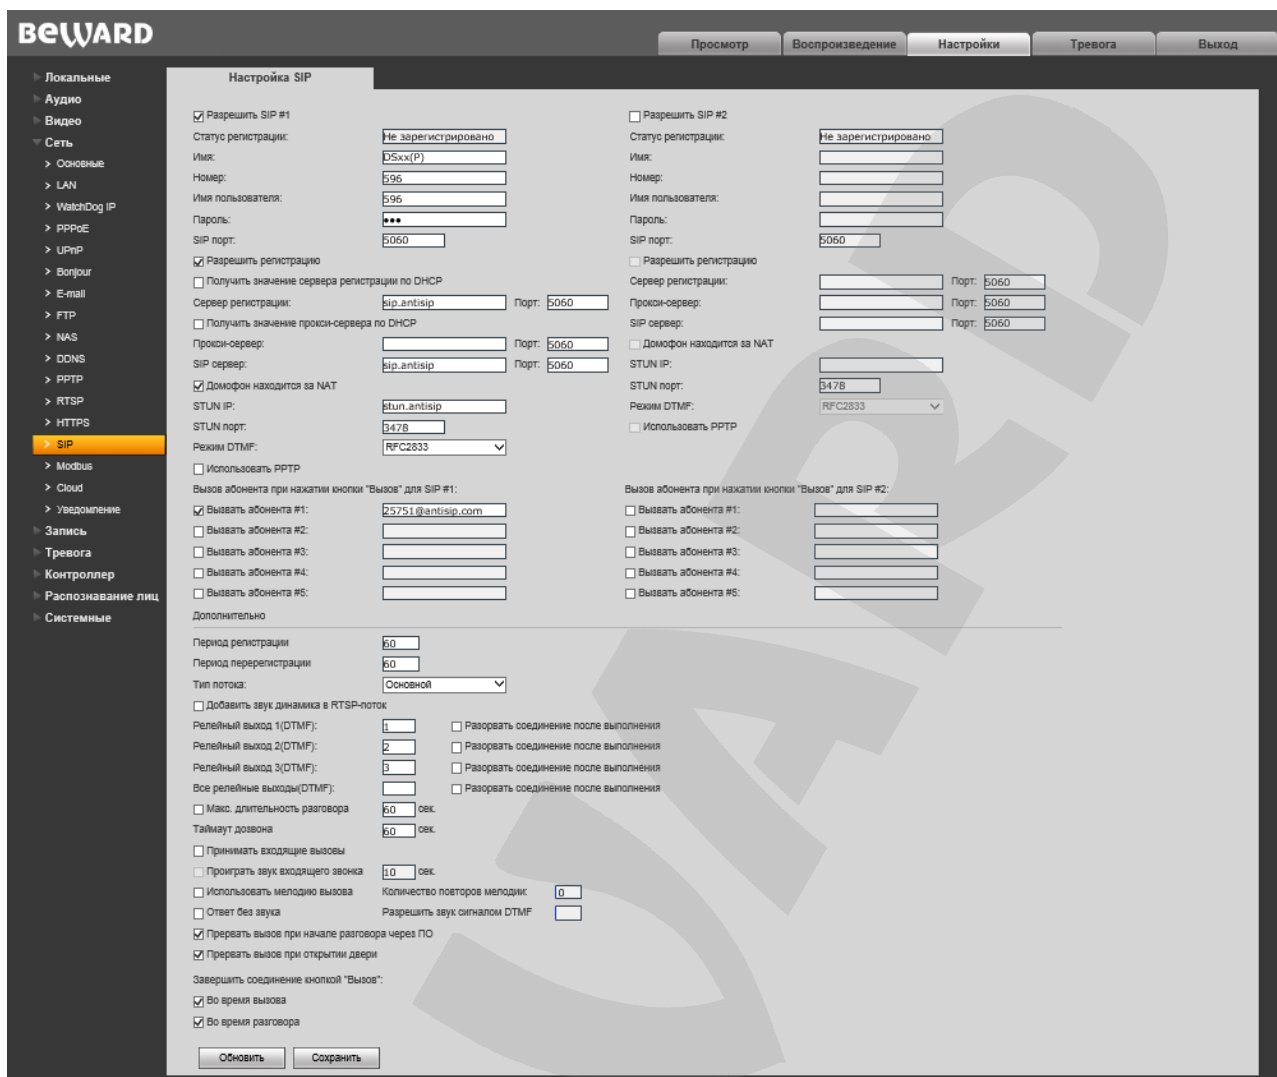 BEWARD
Просмотр
Воспроизведение
Настройки
Тревога
Выход
Локальные
Аудио
Видео
Сеть
Основные
LAN
WatchDog IP
PPPoE
UPnP
Bonjour
E-mail
FTP
NAS
DDNS
PPTP
RTSP
HTTPS
SIP
Modbus
Cloud
Уведомление
Запись
Тревога
Контроллер
Распознавание лиц
Системные
Настройка SIP
Разрешить SIP #1
Статус регистрации: Не зарегистрировано
Имя: DSxx(P)
Номер: 596
Имя пользователя: 596
Пароль: •••
SIP порт: 5060
Разрешить регистрацию
Получить значение сервера регистрации по DHCP
Сервер регистрации: sip.antisip Порт: 5060
Получить значение прокси-сервера по DHCP
Прокси-сервер: Порт: 5060
SIP сервер: sip.antisip Порт: 5060
Домофон находится за NAT
STUN IP: stun.antisip
STUN порт: 3478
Режим DTMF: RFC2833
Использовать PPTP
Разрешить SIP #2
Статус регистрации: Не зарегистрировано
Имя:
Номер:
Имя пользователя:
Пароль:
SIP порт: 5060
Разрешить регистрацию
Сервер регистрации: Порт: 5060
Прокси-сервер: Порт: 5060
SIP сервер: Порт: 5060
Домофон находится за NAT
STUN IP:
STUN порт: 3478
Режим DTMF: RFC2833
Использовать PPTP
Вызов абонента при нажатии кнопки "Вызов" для SIP #1:
Вызвать абонента #1: 25751@antisip.com
Вызвать абонента #2:
Вызвать абонента #3:
Вызвать абонента #4:
Вызвать абонента #5:
Вызов абонента при нажатии кнопки "Вызов" для SIP #2:
Вызвать абонента #1:
Вызвать абонента #2:
Вызвать абонента #3:
Вызвать абонента #4:
Вызвать абонента #5:
Дополнительно
Период регистрации 60
Период перерегистрации 60
Тип потока: Основной
Добавить звук динамика в RTSP-поток
Релейный выход 1(DTMF): 1 Разорвать соединение после выполнения
Релейный выход 2(DTMF): 2 Разорвать соединение после выполнения
Релейный выход 3(DTMF): 3 Разорвать соединение после выполнения
Все релейные выходы(DTMF): Разорвать соединение после выполнения
Макс. длительность разговора 60 сек.
Таймаут дозвона 60 сек.
Принимать входящие вызовы
Проиграть звук входящего звонка 10 сек.
Использовать мелодию вызова Количество повторов мелодии: 0
Ответ без звука Разрешить звук сигналом DTMF
Прервать вызов при начале разговора через ПО
Прервать вызов при открытии двери
Завершить соединение кнопкой "Вызов":
Во время вызова
Во время разговора
Обновить
Сохранить